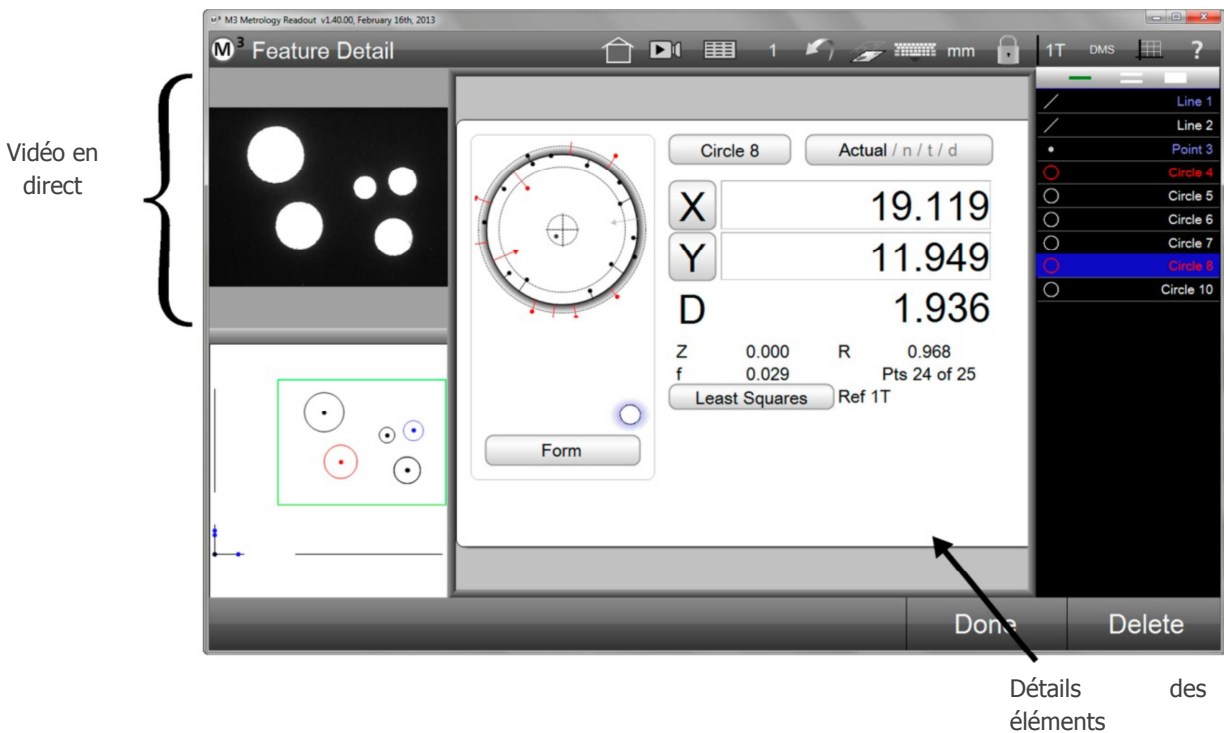 M³ M3 Metrology Readout v1.40.00, February 16th, 2013
M³ Feature Detail
1
mm
1T
DMS
?
Vidéo en
direct
Line 1
Line 2
Point 3
Circle 4
Circle 5
Circle 6
Circle 7
Circle 8
Circle 10
Circle 8
Actual / n / t / d
X 19.119
Y 11.949
D 1.936
Z 0.000 R 0.968
f 0.029 Pts 24 of 25
Least Squares Ref 1T
Form
Done
Delete
Détails des
éléments